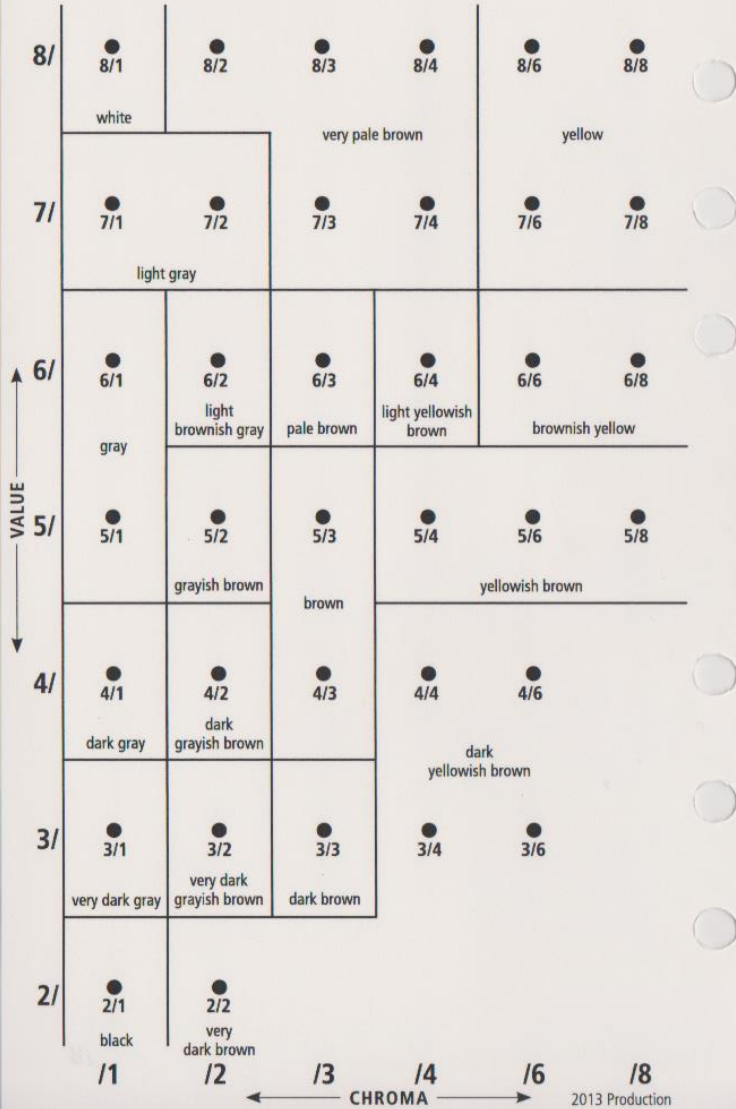 8/ 8/1 8/2 8/3 8/4 8/6 8/8
white
very pale brown
yellow
7/ 7/1 7/2 7/3 7/4 7/6 7/8
light gray
6/ 6/1 6/2 6/3 6/4 6/6 6/8
light
brownish gray
pale brown
light yellowish
brown
brownish yellow
gray
VALUE
5/ 5/1 5/2 5/3 5/4 5/6 5/8
grayish brown
brown
yellowish brown
4/ 4/1 4/2 4/3 4/4 4/6
dark gray
dark
grayish brown
dark
yellowish brown
3/ 3/1 3/2 3/3 3/4 3/6
very dark gray
very dark
grayish brown
dark brown
2/ 2/1 2/2
black
very
dark brown
/1 /2 /3 /4 /6 /8
CHROMA
2013 Production